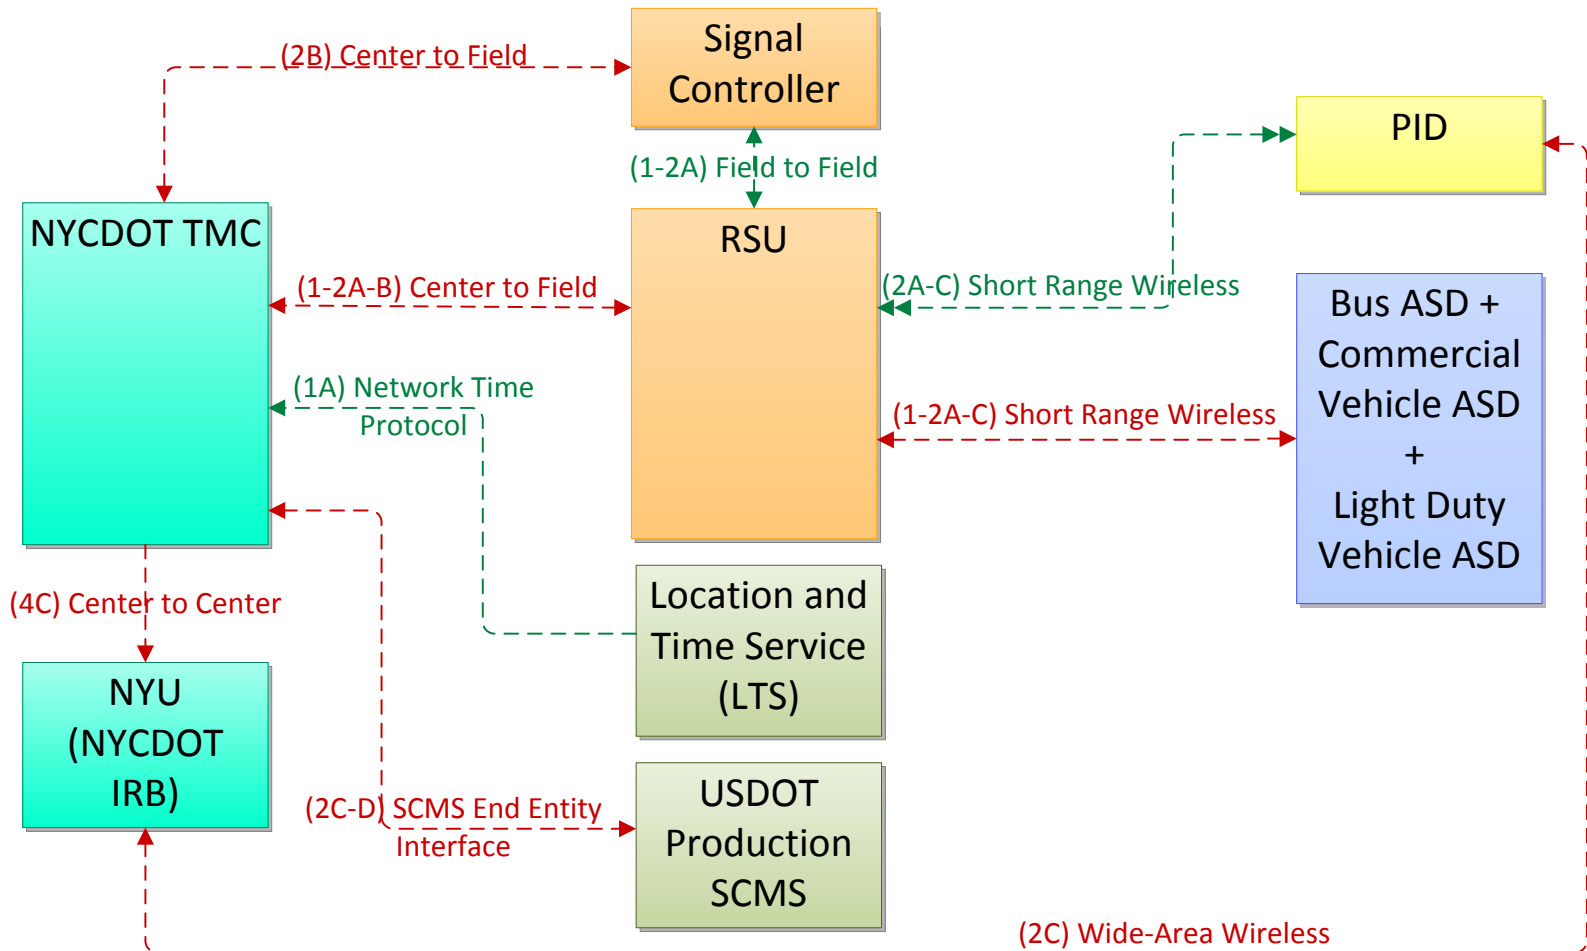 Signal
Controller
(2B) Center to Field
PID
(1-2A) Field to Field
NYCDOT TMC
RSU
(1-2A-B) Center to Field
(2A-C) Short Range Wireless
Bus ASD +
Commercial
Vehicle ASD
+
Light Duty
Vehicle ASD
(1A) Network Time
Protocol
(1-2A-C) Short Range Wireless
(4C) Center to Center
Location and
Time Service
(LTS)
NYU
(NYCDOT
IRB)
(2C-D) SCMS End Entity
Interface
USDOT
Production
SCMS
(2C) Wide-Area Wireless